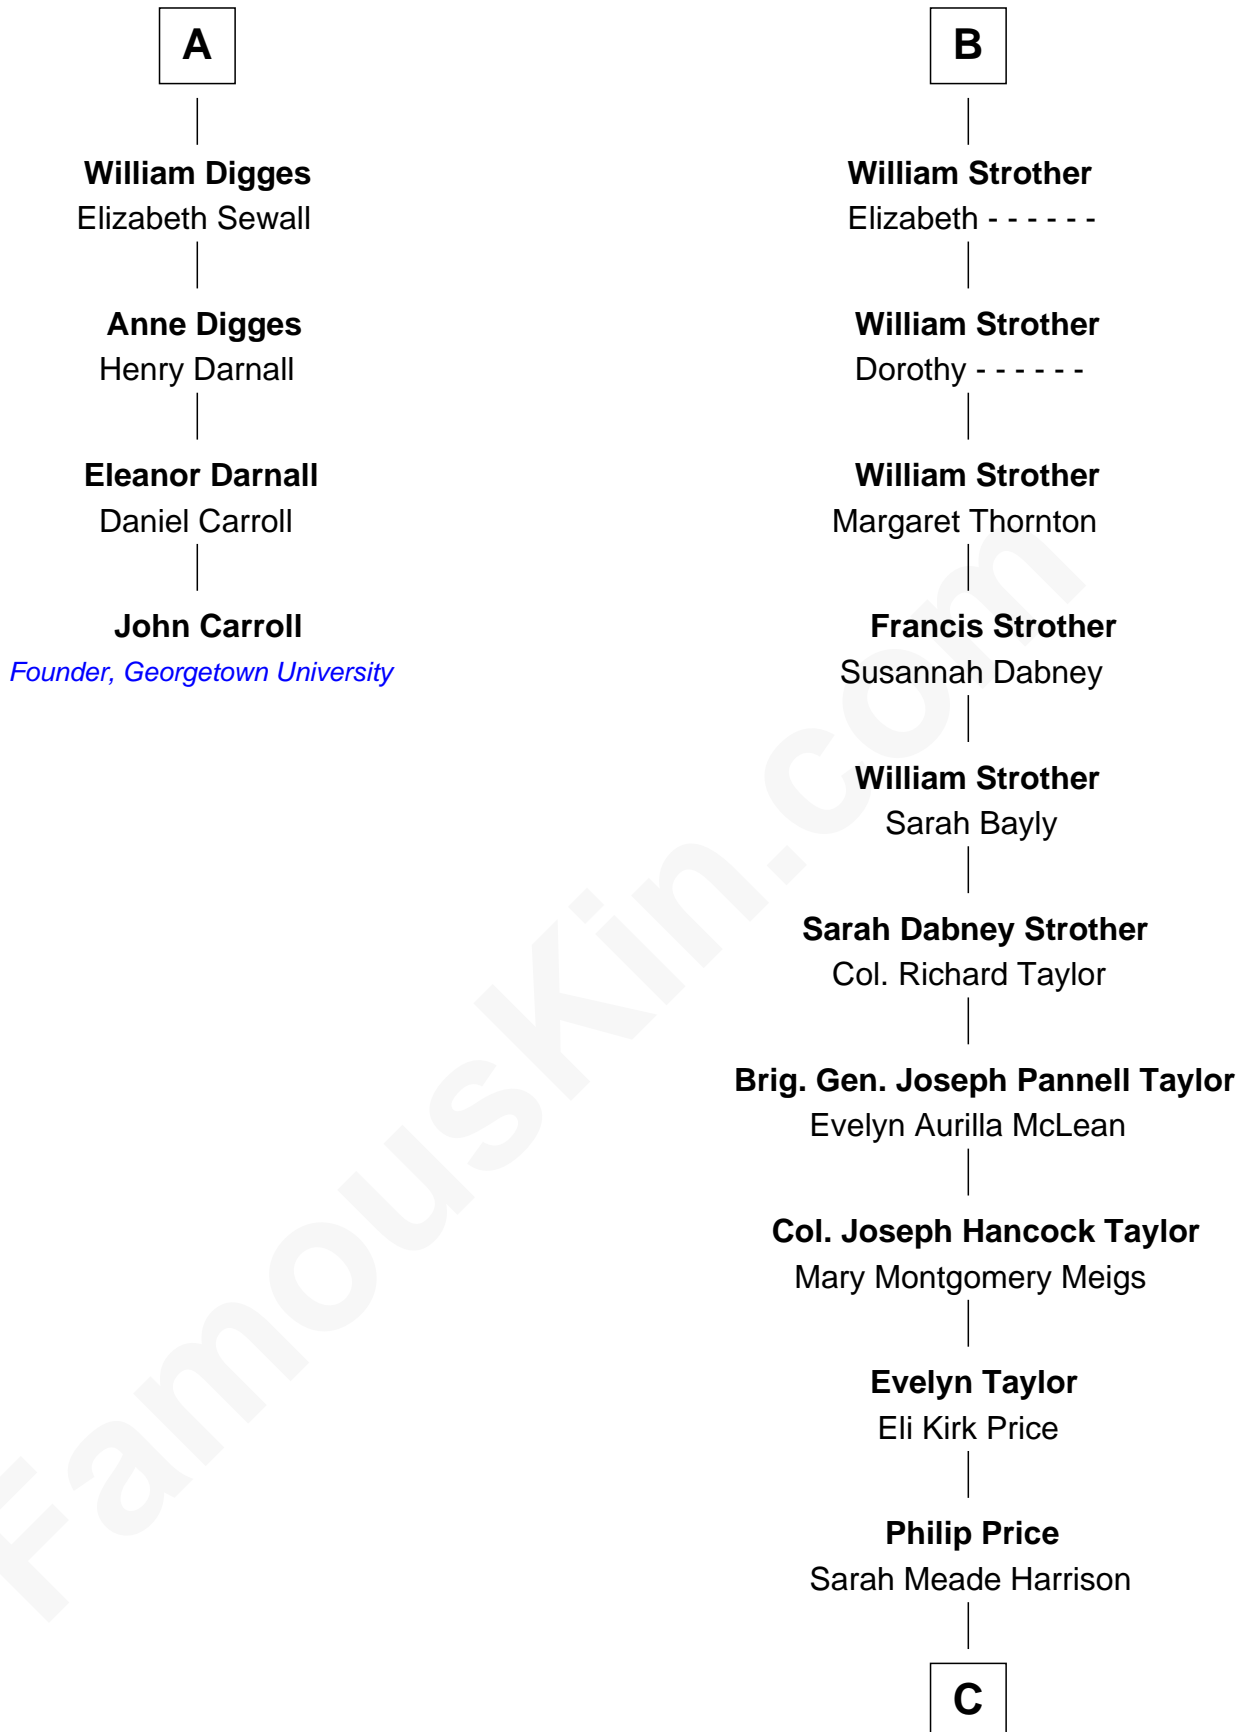 A
William Digges
Elizabeth Sewall
Anne Digges
Henry Darnall
Eleanor Darnall
Daniel Carroll
John Carroll
Founder, Georgetown University
B
William Strother
Elizabeth - - - - - -
William Strother
Dorothy - - - - - -
William Strother
Margaret Thornton
Francis Strother
Susannah Dabney
William Strother
Sarah Bayly
Sarah Dabney Strother
Col. Richard Taylor
Brig. Gen. Joseph Pannell Taylor
Evelyn Aurilla McLean
Col. Joseph Hancock Taylor
Mary Montgomery Meigs
Evelyn Taylor
Eli Kirk Price
Philip Price
Sarah Meade Harrison
C
FamousKin.com